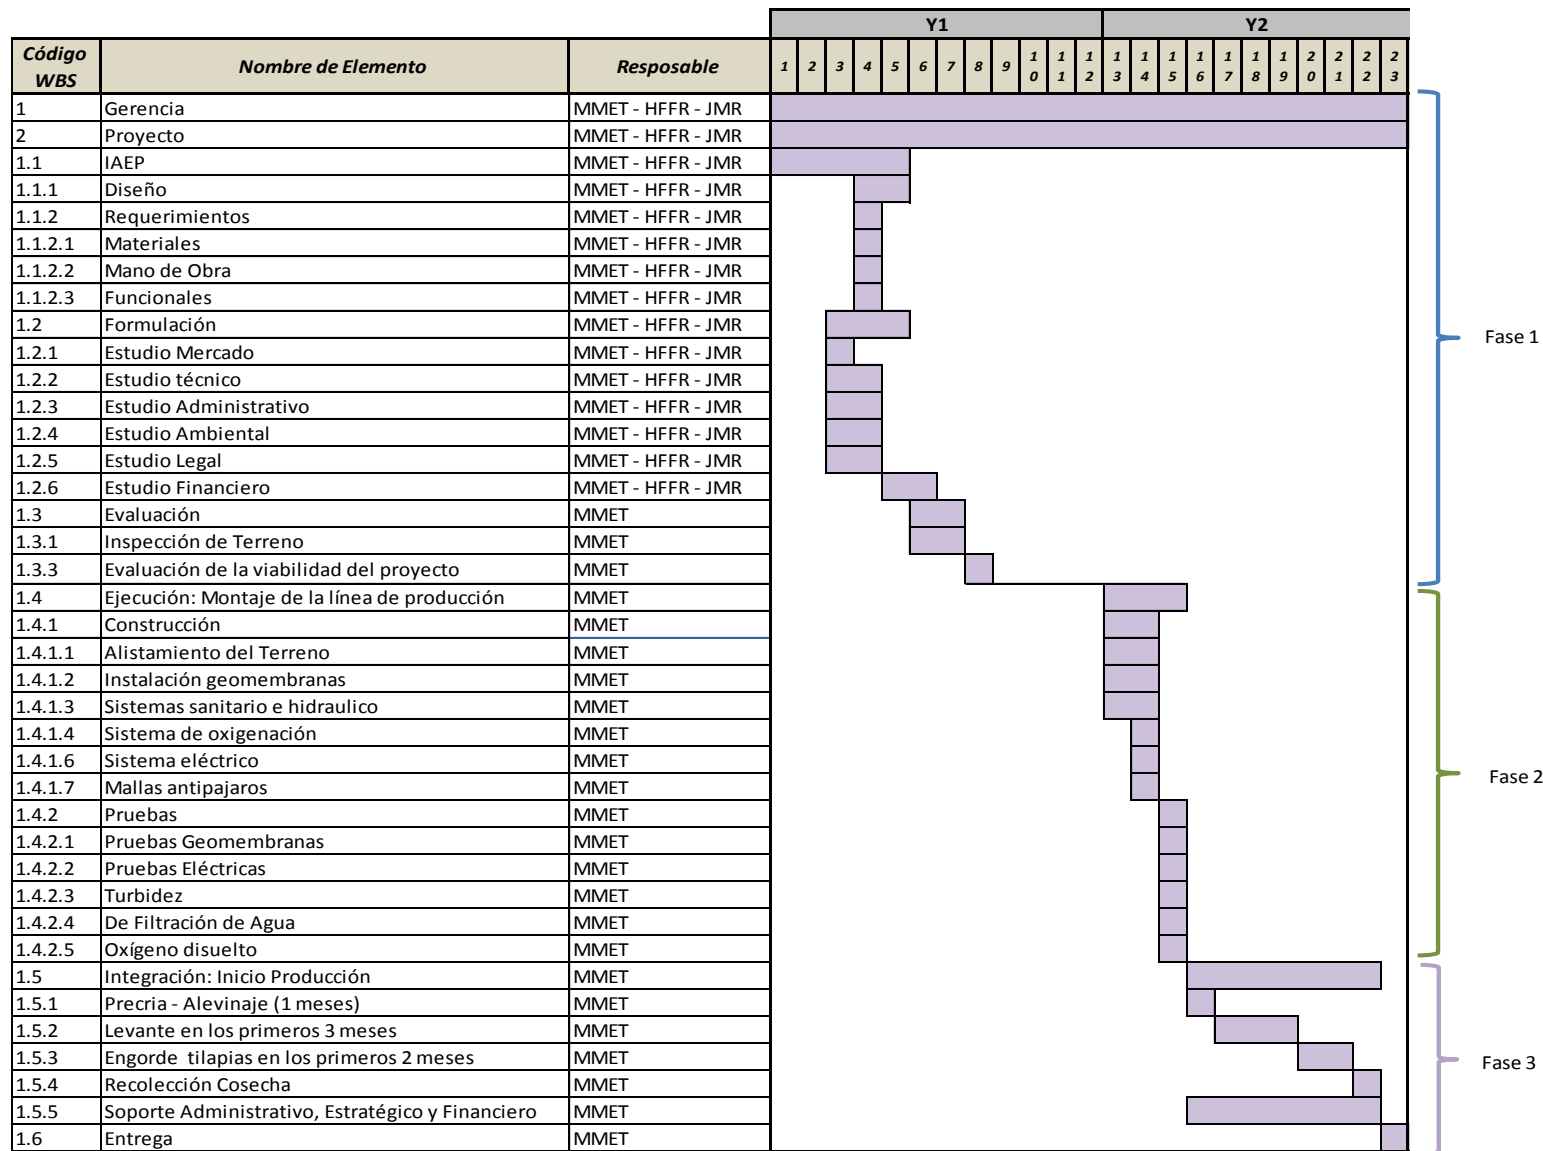 Y1 Y2
Código WBS Nombre de Elemento Resposable 1 2 3 4 5 6 7 8 9 10 11 12 13 14 15 16 17 18 19 20 21 22 23
1 Gerencia MMET - HFFR - JMR
2 Proyecto MMET - HFFR - JMR
1.1 IAEP MMET - HFFR - JMR
1.1.1 Diseño MMET - HFFR - JMR
1.1.2 Requerimientos MMET - HFFR - JMR
1.1.2.1 Materiales MMET - HFFR - JMR
1.1.2.2 Mano de Obra MMET - HFFR - JMR
1.1.2.3 Funcionales MMET - HFFR - JMR
1.2 Formulación MMET - HFFR - JMR
Fase 1
1.2.1 Estudio Mercado MMET - HFFR - JMR
1.2.2 Estudio técnico MMET - HFFR - JMR
1.2.3 Estudio Administrativo MMET - HFFR - JMR
1.2.4 Estudio Ambiental MMET - HFFR - JMR
1.2.5 Estudio Legal MMET - HFFR - JMR
1.2.6 Estudio Financiero MMET - HFFR - JMR
1.3 Evaluación MMET
1.3.1 Inspección de Terreno MMET
1.3.3 Evaluación de la viabilidad del proyecto MMET
1.4 Ejecución: Montaje de la línea de producción MMET
1.4.1 Construcción MMET
1.4.1.1 Alistamiento del Terreno MMET
1.4.1.2 Instalación geomembranas MMET
1.4.1.3 Sistemas sanitario e hidraulico MMET
1.4.1.4 Sistema de oxigenación MMET
1.4.1.6 Sistema eléctrico MMET
Fase 2
1.4.1.7 Mallas antipajaros MMET
1.4.2 Pruebas MMET
1.4.2.1 Pruebas Geomembranas MMET
1.4.2.2 Pruebas Eléctricas MMET
1.4.2.3 Turbidez MMET
1.4.2.4 De Filtración de Agua MMET
1.4.2.5 Oxígeno disuelto MMET
1.5 Integración: Inicio Producción MMET
1.5.1 Precria - Alevinaje (1 meses) MMET
1.5.2 Levante en los primeros 3 meses MMET
1.5.3 Engorde tilapias en los primeros 2 meses MMET
Fase 3
1.5.4 Recolección Cosecha MMET
1.5.5 Soporte Administrativo, Estratégico y Financiero MMET
1.6 Entrega MMET